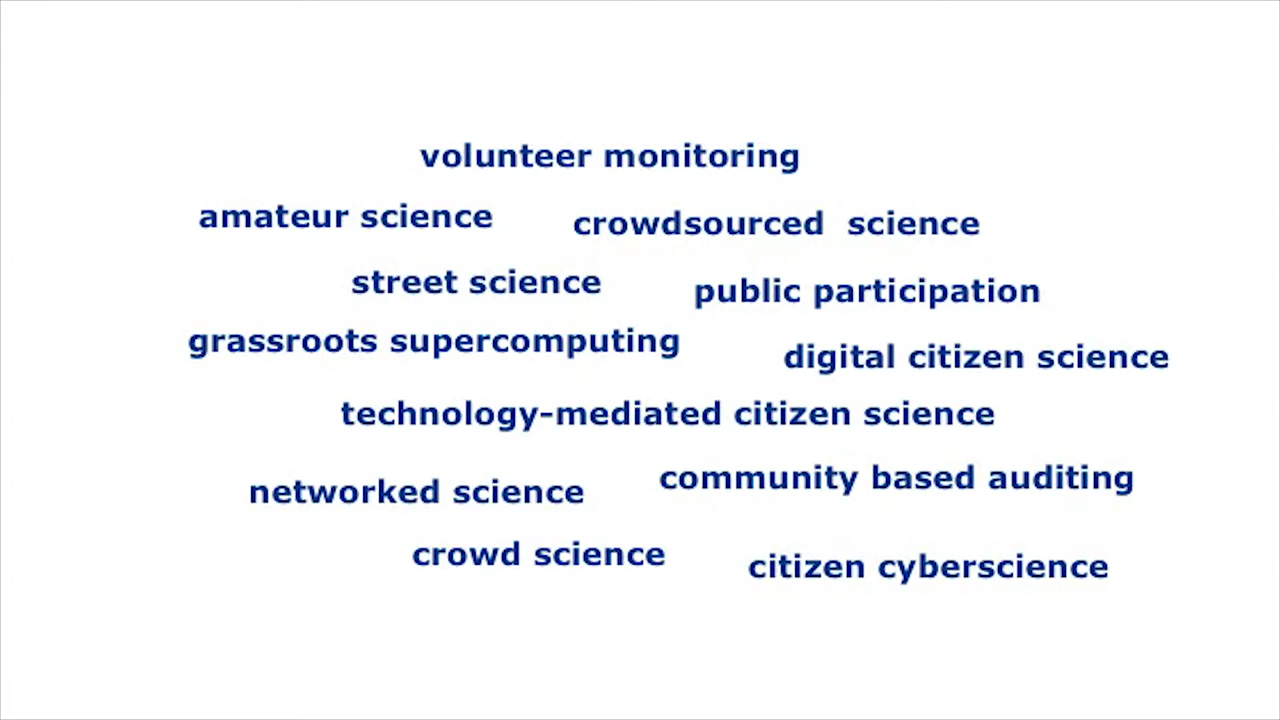 volunteer monitoring
amateur science
crowdsourced science
street science
public participation
grassroots supercomputing
digital citizen science
technology-mediated citizen science
networked science
community based auditing
crowd science
citizen cyberscience